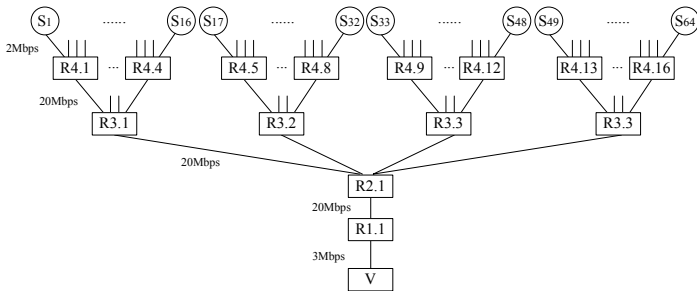 S1 ...... S16 S17 ...... S32 S33 ...... S48 S49 ...... S64
2Mbps
R4.1 ... R4.4 R4.5 ... R4.8 R4.9 ... R4.12 R4.13 ... R4.16
20Mbps
R3.1 R3.2 R3.3 R3.3
20Mbps
R2.1
20Mbps
R1.1
3Mbps
V